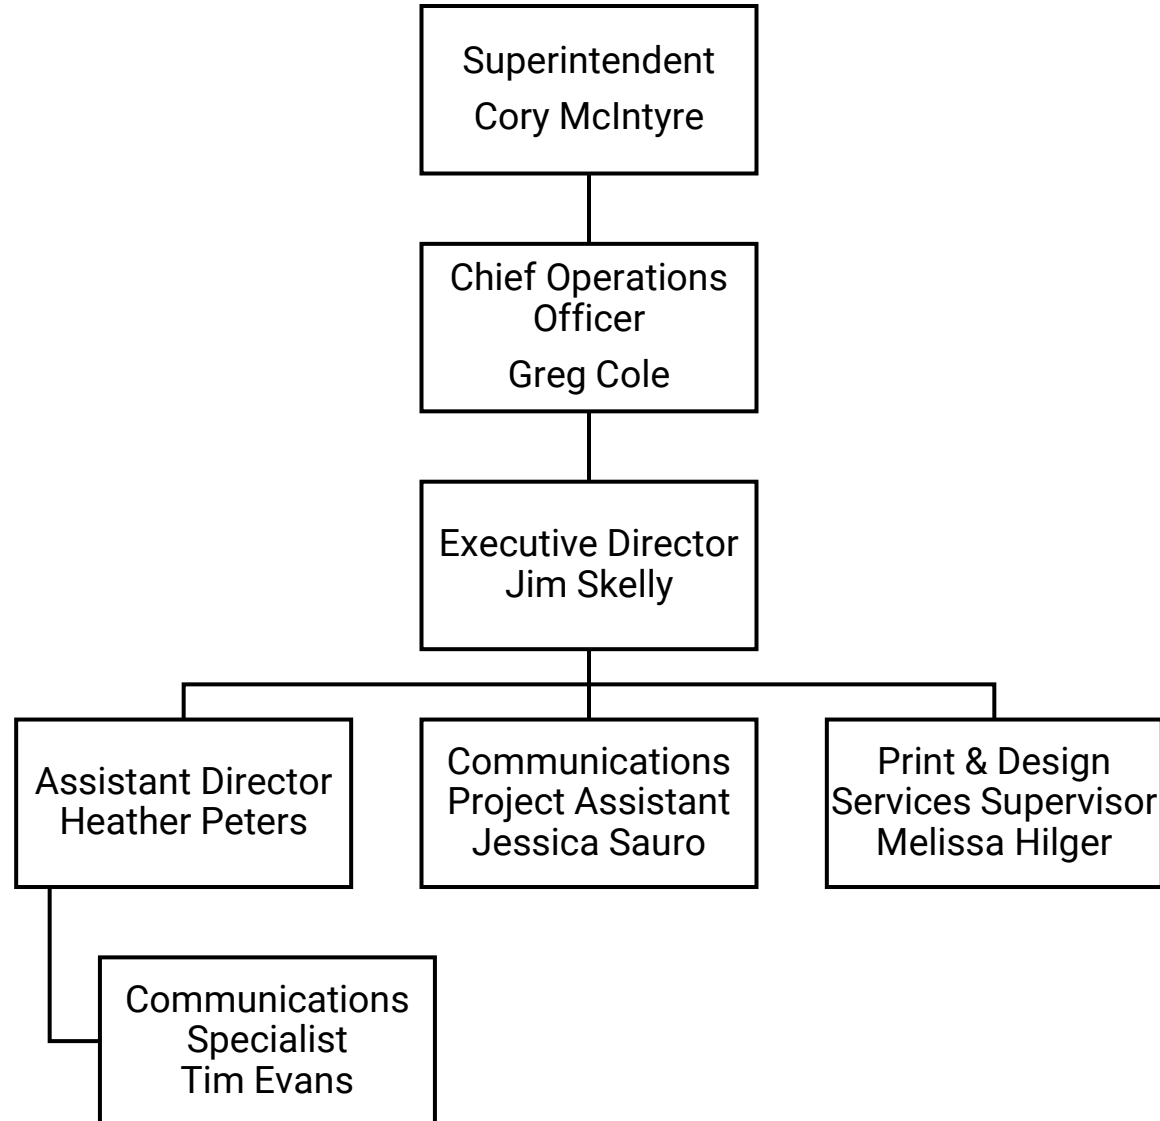 Superintendent
Cory McIntyre
Chief Operations
Officer
Greg Cole
Executive Director
Jim Skelly
Assistant Director
Heather Peters
Communications
Project Assistant
Jessica Sauro
Print & Design
Services Supervisor
Melissa Hilger
Communications
Specialist
Tim Evans